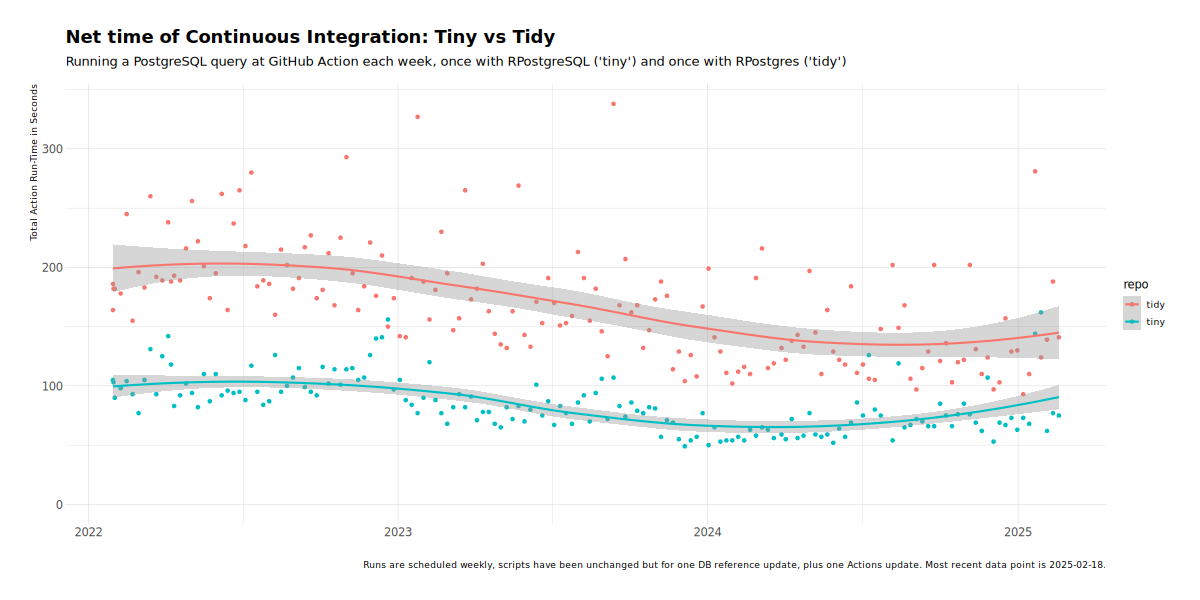 Net time of Continuous Integration: Tiny vs Tidy
Running a PostgreSQL query at GitHub Action each week, once with RPostgreSQL ('tiny') and once with RPostgres ('tidy')
Total Action Run-Time in Seconds
300
200
100
0
2022
2023
2024
2025
repo
tidy
tiny
Runs are scheduled weekly, scripts have been unchanged but for one DB reference update, plus one Actions update. Most recent data point is 2025-02-18.